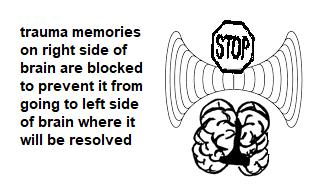 trauma memories
on right side of
brain are blocked
to prevent it from
going to left side
of brain where it
will be resolved
STOP